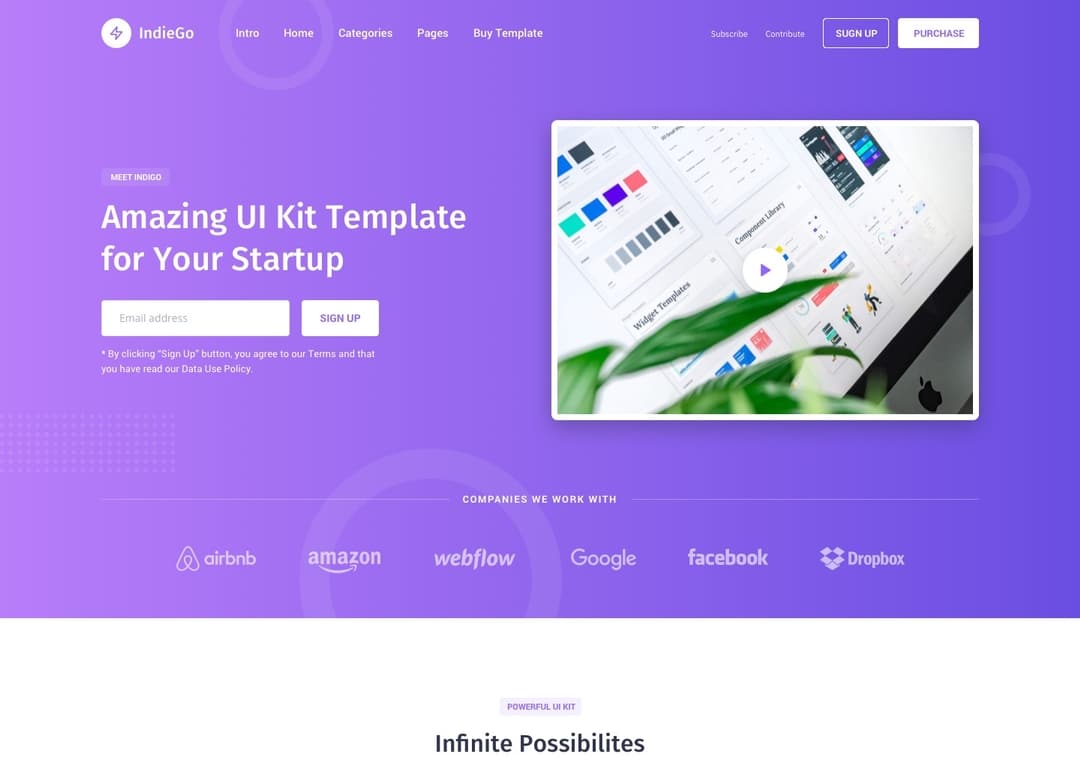 IndieGo
Intro
Home
Categories
Pages
Buy Template
Subscribe
Contribute
SIGN UP
PURCHASE
MEET INDIGO
Amazing UI Kit Template
for Your Startup
Email address
SIGN UP
* By clicking "Sign Up" button, you agree to our Terms and that
you have read our Data Use Policy.
Component Library
Widget Templates
COMPANIES WE WORK WITH
airbnb
amazon
webflow
Google
facebook
Dropbox
POWERFUL UI KIT
Infinite Possibilites